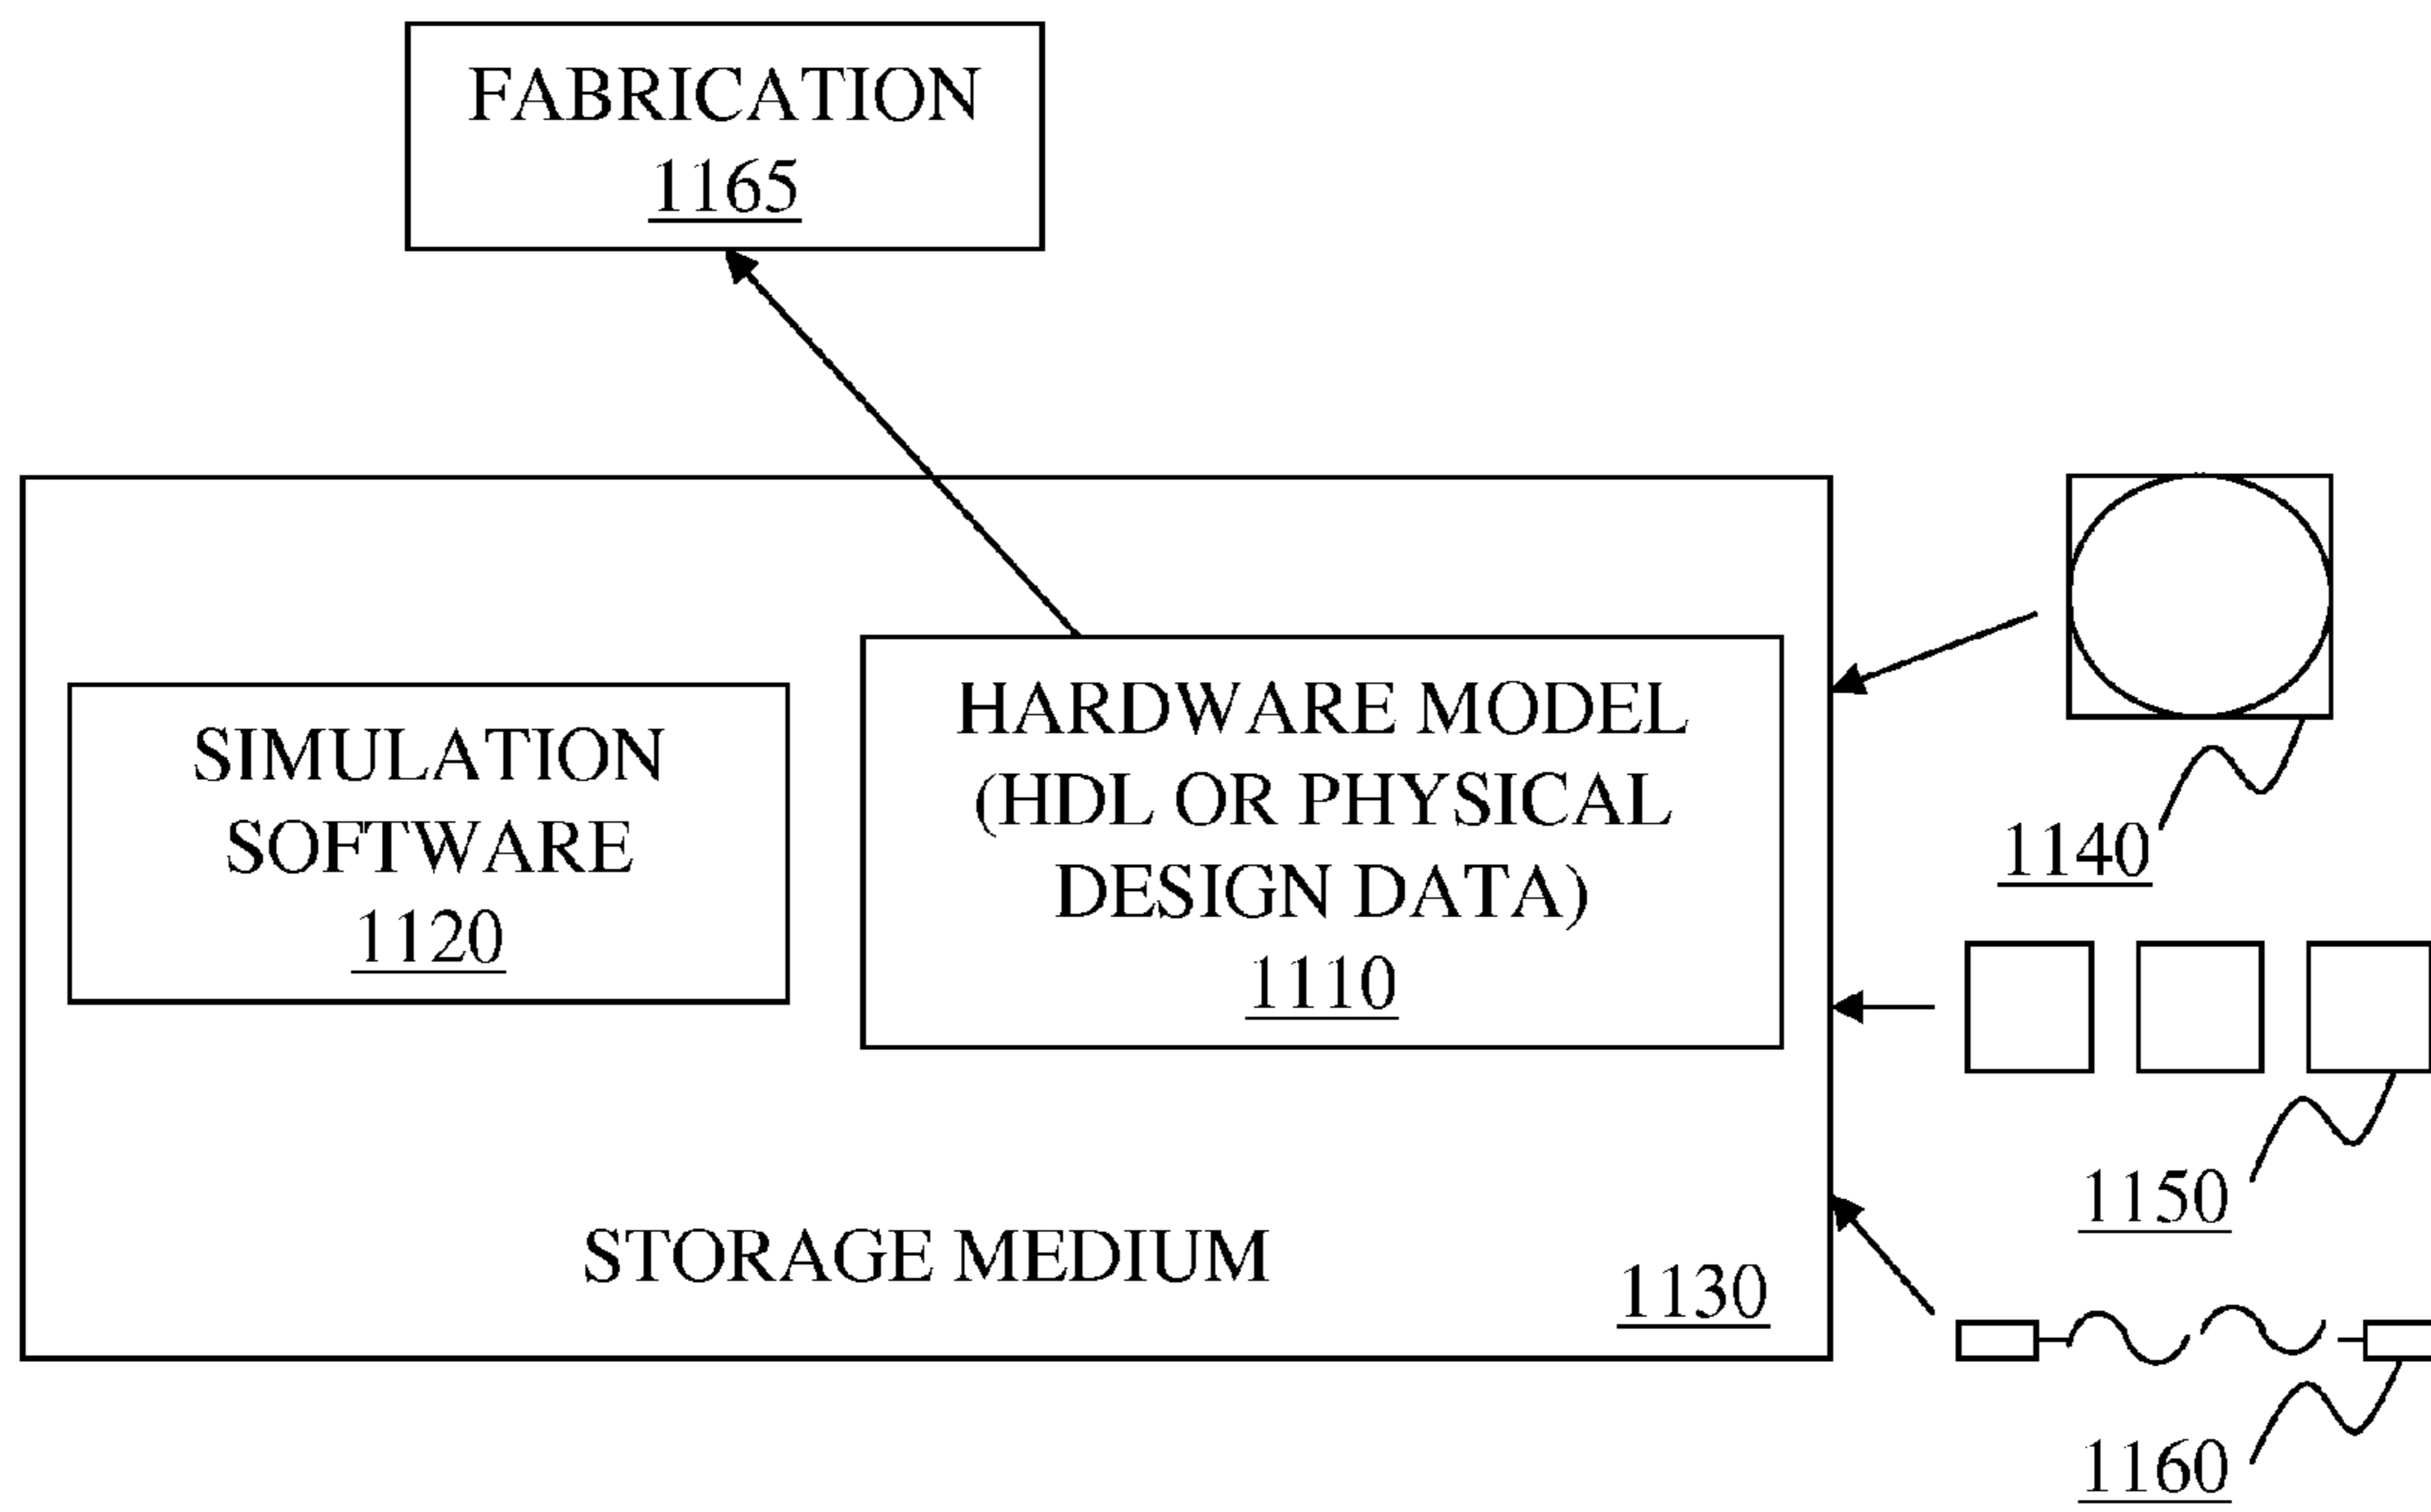 FABRICATION
1165
SIMULATION
SOFTWARE
1120
HARDWARE MODEL
(HDL OR PHYSICAL
DESIGN DATA)
1110
STORAGE MEDIUM
1130
1140
1150
1160